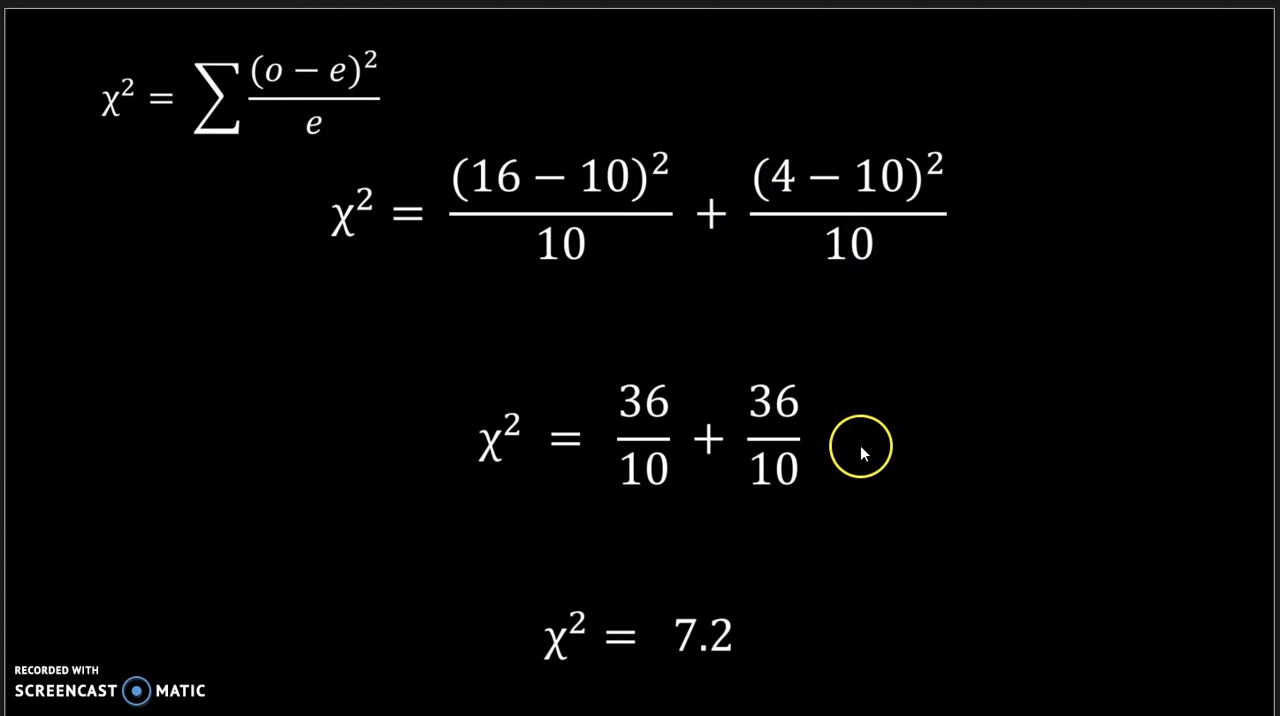 χ² = ∑ (o − e)² / e
χ² = (16 − 10)² / 10 + (4 − 10)² / 10
χ² = 36 / 10 + 36 / 10
χ² = 7.2
RECORDED WITH
SCREENCAST MATIC